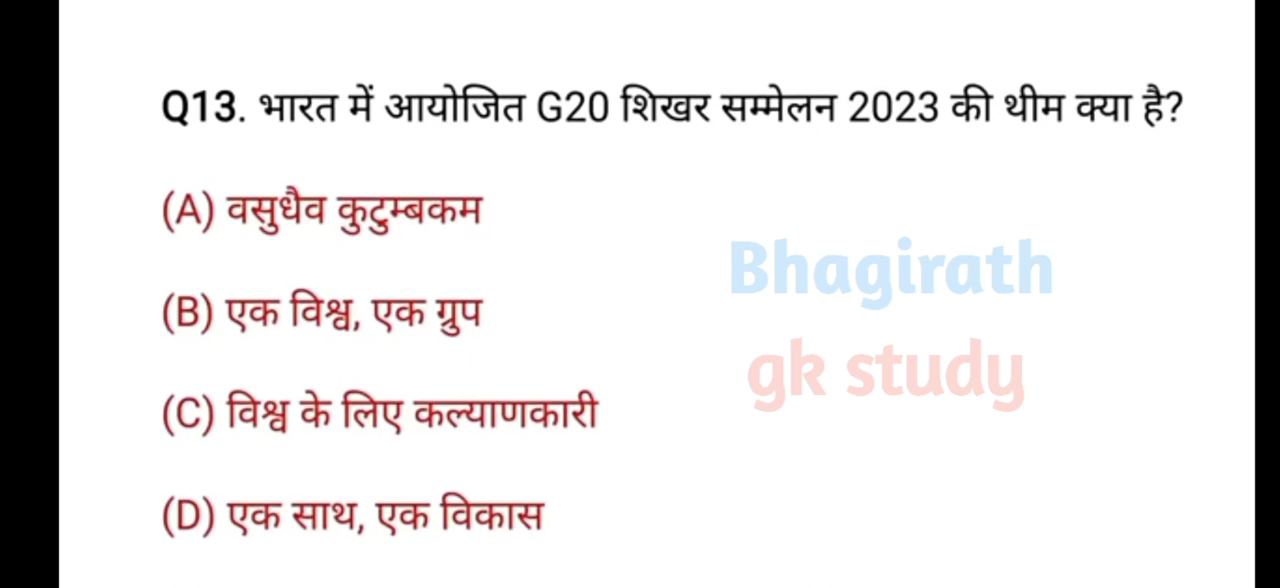 Q13. भारत में आयोजित G20 शिखर सम्मेलन 2023 की थीम क्या है?
(A) वसुधैव कुटुम्बकम
(B) एक विश्व, एक ग्रुप
(C) विश्व के लिए कल्याणकारी
(D) एक साथ, एक विकास
Bhagirath
gk study